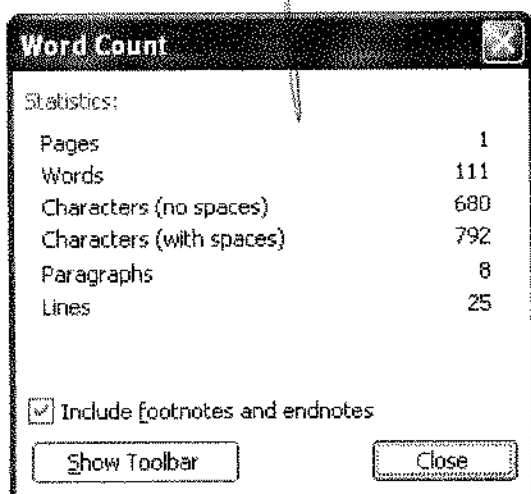 Word Count
Statistics:
Pages 1
Words 111
Characters (no spaces) 680
Characters (with spaces) 792
Paragraphs 8
Lines 25
Include footnotes and endnotes
Show Toolbar Close